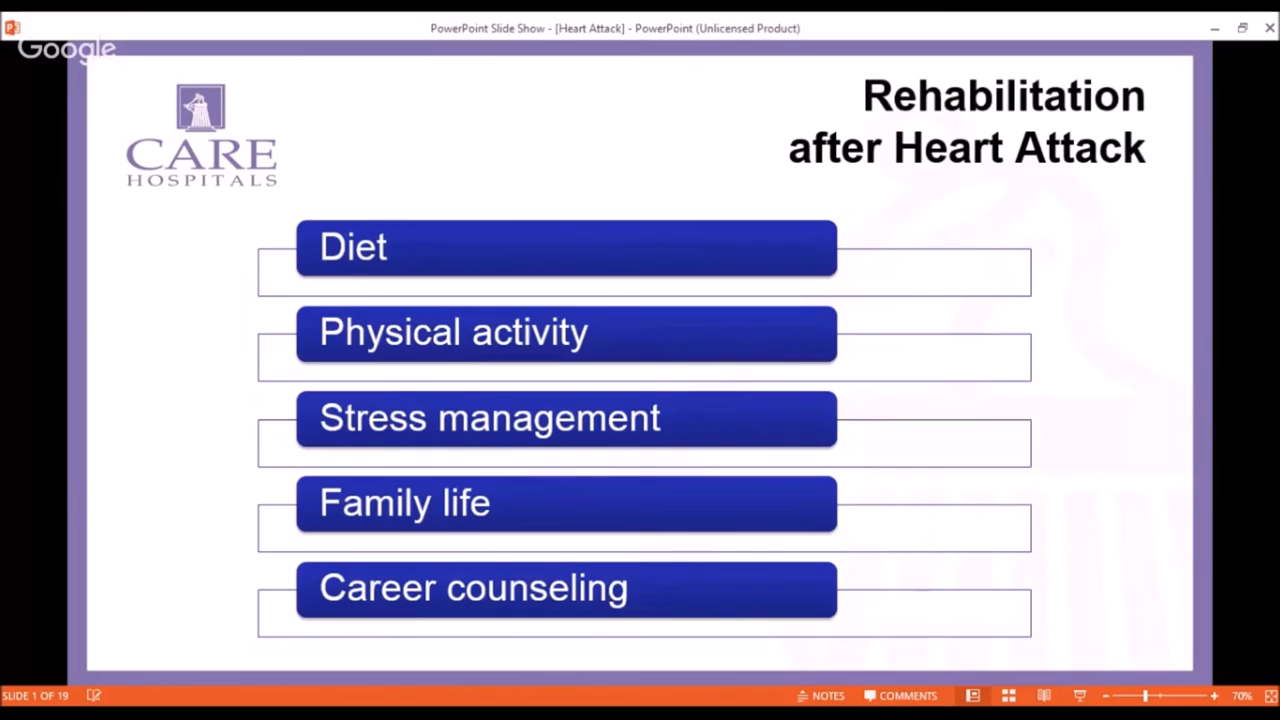 PowerPoint Slide Show - [Heart Attack] - PowerPoint (Unlicensed Product)
Google
CARE
HOSPITALS
Rehabilitation
after Heart Attack
Diet
Physical activity
Stress management
Family life
Career counseling
SLIDE 1 OF 19
NOTES
COMMENTS
70%